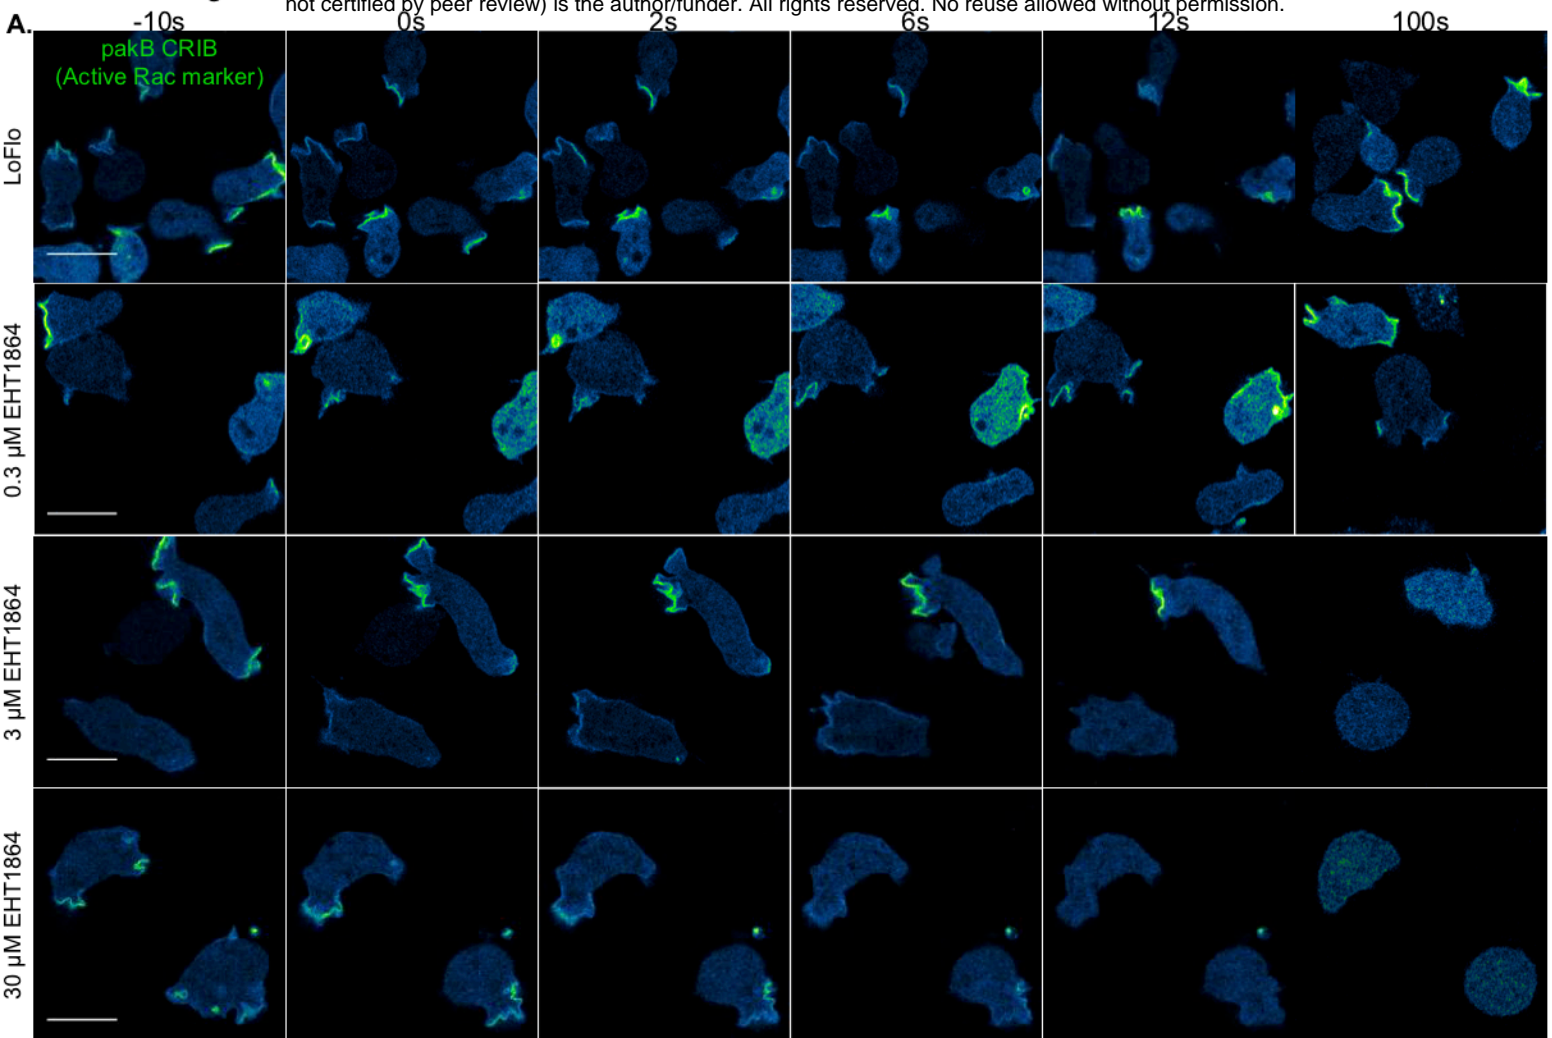 not certified by peer review) is the author/funder. All rights reserved. No reuse allowed without permission.
A.
-10s 0s 2s 6s 12s 100s
pakB CRIB
(Active Rac marker)
LoFlo
0.3 µM EHT1864
3 µM EHT1864
30 µM EHT1864